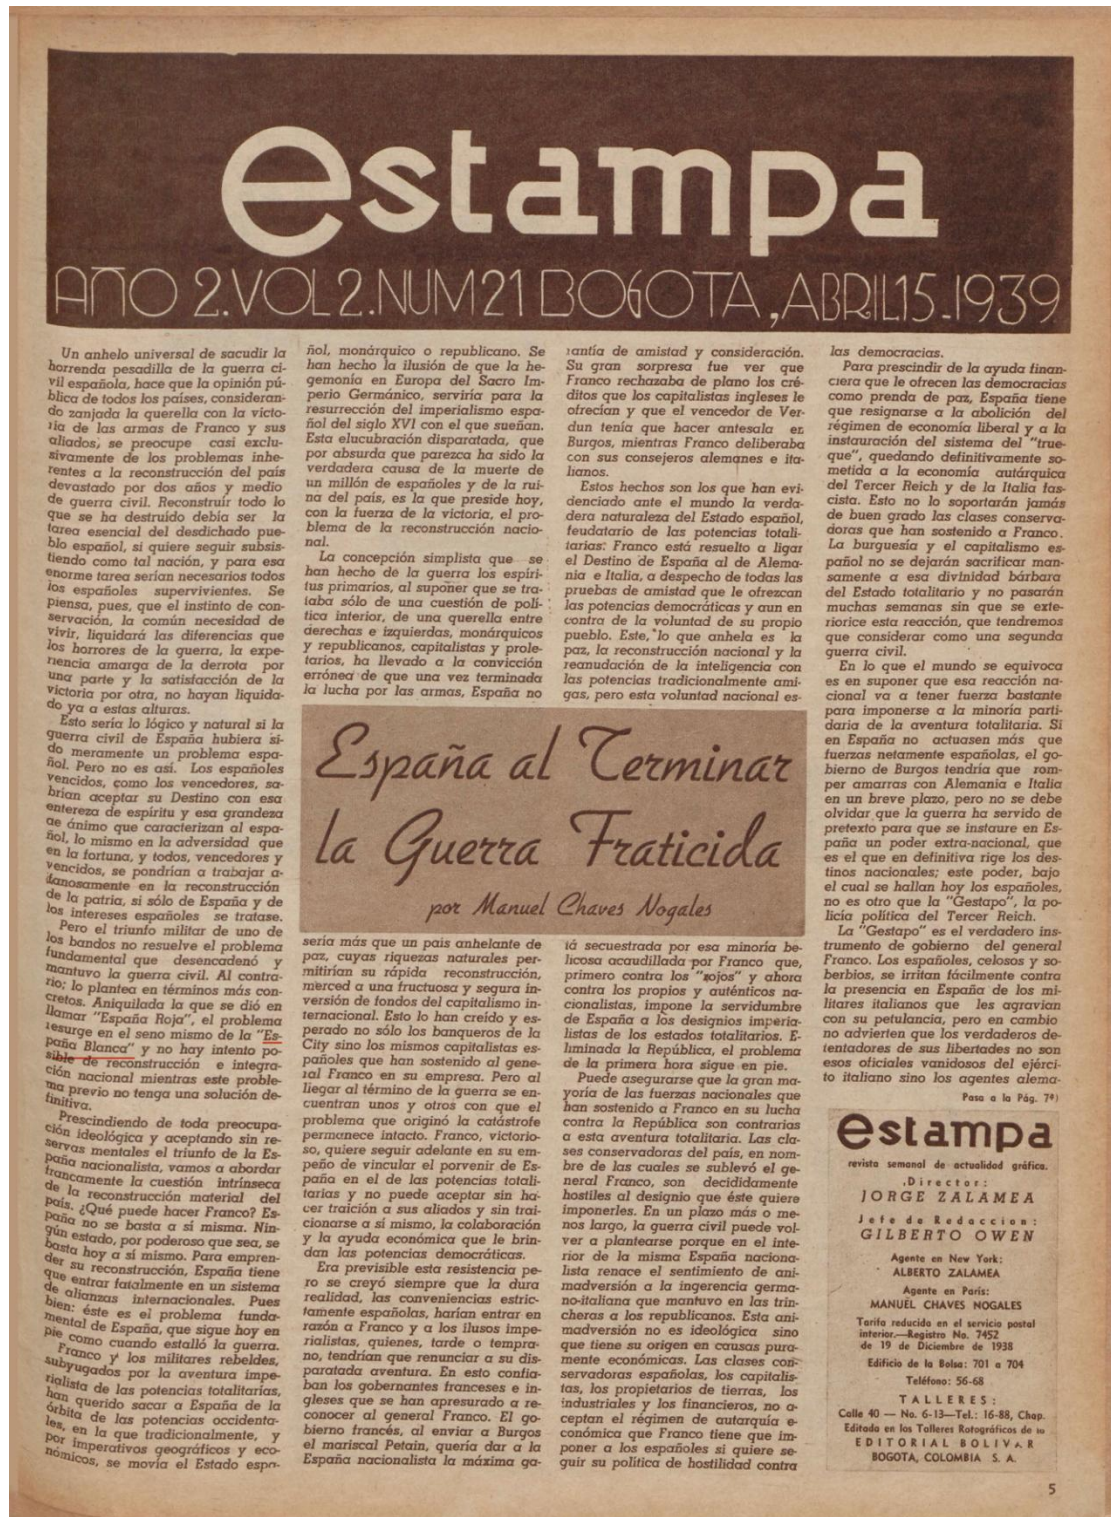 estampa
AÑO 2.VOL 2.NUM 21 BOGOTA, ABRIL 15-1939
Un anhelo universal de sacudir la
horrenda pesadilla de la guerra ci-
vil española, hace que la opinión pú-
blica de todos los países, consideran-
do zanjada la querella con la victo-
ria de las armas de Franco y sus
aliados, se preocupe casi exclu-
sivamente de los problemas inhe-
rentes a la reconstrucción del país
devastado por dos años y medio
de guerra civil. Reconstruir todo lo
que se ha destruído debía ser la
tarea esencial del desdichado pue-
blo español, si quiere seguir subsis-
tiendo como tal nación, y para esa
enorme tarea serían necesarios todos
los españoles supervivientes. Se
piensa, pues, que el instinto de con-
servación, la común necesidad de
vivir, liquidará las diferencias que
los horrores de la guerra, la expe-
riencia amarga de la derrota por
una parte y la satisfacción de la
victoria por otra, no hayan liquida-
do ya a estas alturas.
Esto sería lo lógico y natural si la
guerra civil de España hubiera si-
do meramente un problema espa-
ñol. Pero no es así. Los españoles
vencidos, como los vencedores, sa-
brían aceptar su Destino con esa
entereza de espíritu y esa grandeza
de ánimo que caracterizan al espa-
ñol, lo mismo en la adversidad que
en la fortuna, y todos, vencedores y
vencidos, se pondrían a trabajar a-
fanosamente en la reconstrucción
de la patria, si sólo de España y de
los intereses españoles se tratase.
Pero el triunfo militar de uno de
los bandos no resuelve el problema
fundamental que desencadenó y
mantuvo la guerra civil. Al contra-
rio; lo plantea en términos más con-
cretos. Aniquilada la que se dió en
llamar "España Roja", el problema
resurge en el seno mismo de la "Es-
paña Blanca" y no hay intento po-
sible de reconstrucción e integra-
ción nacional mientras este proble-
ma previo no tenga una solución de-
finitiva.
Prescindiendo de toda preocupa-
ción ideológica y aceptando sin re-
servas mentales el triunfo de la Es-
paña nacionalista, vamos a abordar
francamente la cuestión intrínseca
de la reconstrucción material del
país. ¿Qué puede hacer Franco? Es-
paña no se basta a sí misma. Nin-
gún estado, por poderoso que sea, se
basta hoy a sí mismo. Para empren-
der su reconstrucción, España tiene
que entrar fatalmente en un sistema
de alianzas internacionales. Pues
bien: éste es el problema funda-
mental de España, que sigue hoy en
pie como cuando estalló la guerra.
Franco y los militares rebeldes,
subyugados por la aventura impe-
rialista de las potencias totalitarias,
han querido sacar a España de la
órbita de las potencias occidenta-
les, en la que tradicionalmente, y
por imperativos geográficos y eco-
nómicos, se movía el Estado espa-
ñol, monárquico o republicano. Se
han hecho la ilusión de que la he-
gemonía en Europa del Sacro Im-
perio Germánico, serviría para la
resurrección del imperialismo espa-
ñol del siglo XVI con el que sueñan.
Esta elucubración disparatada, que
por absurda que parezca ha sido la
verdadera causa de la muerte de
un millón de españoles y de la rui-
na del país, es la que preside hoy,
con la fuerza de la victoria, el pro-
blema de la reconstrucción nacio-
nal.
La concepción simplista que se
han hecho de la guerra los espíri-
tus primarios, al suponer que se tra-
taba sólo de una cuestión de polí-
tica interior, de una querella entre
derechas e izquierdas, monárquicos
y republicanos, capitalistas y prole-
tarios, ha llevado a la convicción
errónea de que una vez terminada
la lucha por las armas, España no
España al Terminar
la Guerra Fraticida
por Manuel Chaves Nogales
sería más que un país anhelante de
paz, cuyas riquezas naturales per-
mitirían su rápida reconstrucción,
merced a una fructuosa y segura in-
versión de fondos del capitalismo in-
ternacional. Esto lo han creído y es-
perado no sólo los banqueros de la
City sino los mismos capitalistas es-
pañoles que han sostenido al gene-
ral Franco en su empresa. Pero al
llegar al término de la guerra se en-
cuentran unos y otros con que el
problema que originó la catástrofe
permanece intacto. Franco, victorio-
so, quiere seguir adelante en su em-
peño de vincular el porvenir de Es-
paña en el de las potencias totali-
tarias y no puede aceptar sin ha-
cer traición a sus aliados y sin trai-
cionarse a sí mismo, la colaboración
y la ayuda económica que le brin-
dan las potencias democráticas.
Era previsible esta resistencia pe-
ro se creyó siempre que la dura
realidad, las conveniencias estric-
tamente españolas, harían entrar en
razón a Franco y a los ilusos impe-
rialistas, quienes, tarde o tempra-
no, tendrían que renunciar a su dis-
paratada aventura. En esto confia-
ban los gobernantes franceses e in-
gleses que han apresurado a re-
conocer al general Franco. El go-
bierno francés, al enviar a Burgos
el mariscal Petain, quería dar a la
España nacionalista la máxima ga-
rantía de amistad y consideración.
Su gran sorpresa fue ver que
Franco rechazaba de plano los cré-
ditos que los capitalistas ingleses le
ofrecían y que el vencedor de Ver-
dun tenía que hacer antesala en
Burgos, mientras Franco deliberaba
con sus consejeros alemanes e ita-
lianos.
Estos hechos son los que han evi-
denciado ante el mundo la verda-
dera naturaleza del Estado español,
feudatario de las potencias totali-
tarias: Franco está resuelto a ligar
el Destino de España al de Alema-
nia e Italia, a despecho de todas las
pruebas de amistad que le ofrezcan
las potencias democráticas y aun en
contra de la voluntad de su propio
pueblo. Este, lo que anhela es la
paz, la reconstrucción nacional y la
reanudación de la inteligencia con
las potencias tradicionalmente ami-
gas, pero esta voluntad nacional es-
tá secuestrada por esa minoría be-
licosa acaudillada por Franco que,
primero contra los "rojos" y ahora
contra los propios y auténticos na-
cionalistas, impone la servidumbre
de España a los designios imperia-
listas de los estados totalitarios. E-
liminada la República, el problema
de la primera hora sigue en pie.
Puede asegurarse que la gran ma-
yoría de las fuerzas nacionales que
han sostenido a Franco en su lucha
contra la República son contrarias
a esta aventura totalitaria. Las cla-
ses conservadoras del país, en nom-
bre de las cuales se sublevó el ge-
neral Franco, son decididamente
hostiles al designio que éste quiere
imponerles. En un plazo más o me-
nos largo, la guerra civil puede vol-
ver a plantearse porque en el inte-
rior de la misma España naciona-
lista renace el sentimiento de ani-
madversión a la ingerencia germa-
no-italiana que mantuvo en las trin-
cheras a los republicanos. Esta ani-
madversión no es ideológica sino
que tiene su origen en causas pura-
mente económicas. Las clases con-
servadoras españolas, los capitalis-
tas, los propietarios de tierras, los
industriales y los financieros, no a-
ceptan el régimen de autarquía e-
conómica que Franco tiene que im-
poner a los españoles si quiere se-
guir su política de hostilidad contra
las democracias.
Para prescindir de la ayuda finan-
ciera que le ofrecen las democracias
como prenda de paz, España tiene
que resignarse a la abolición del
régimen de economía liberal y a la
instauración del sistema del "true-
que", quedando definitivamente so-
metida a la economía autárquica
del Tercer Reich y de la Italia fas-
cista. Esto no lo soportarán jamás
de buen grado las clases conserva-
doras que han sostenido a Franco.
La burguesía y el capitalismo es-
pañol no se dejarán sacrificar man-
samente a esa divinidad bárbara
del Estado totalitario y no pasarán
muchas semanas sin que se exte-
riorice esta reacción, que tendremos
que considerar como una segunda
guerra civil.
En lo que el mundo se equivoca
es en suponer que esa reacción na-
cional va a tener fuerza bastante
para imponerse a la minoría parti-
daria de la aventura totalitaria. Si
en España no actuasen más que
fuerzas netamente españolas, el go-
bierno de Burgos tendría que rom-
per amarras con Alemania e Italia
en un breve plazo, pero no se debe
olvidar que la guerra ha servido de
pretexto para que se instaure en Es-
paña un poder extra-nacional, que
es el que en definitiva rige los des-
tinos nacionales; este poder, bajo
el cual se hallan hoy los españoles,
no es otro que la "Gestapo", la po-
licía política del Tercer Reich.
La "Gestapo" es el verdadero ins-
trumento de gobierno del general
Franco. Los españoles, celosos y so-
berbios, se irritan fácilmente contra
la presencia en España de los mi-
litares italianos que les agravian
con su petulancia, pero en cambio
no advierten que los verdaderos de-
tentadores de sus libertades no son
esos oficiales vanidosos del ejérci-
to italiano sino los agentes alema-
Pasa a la Pág. 7ª)
estampa
revista semanal de actualidad gráfica.
Director:
JORGE ZALAMEA
Jefe de Redaccion:
GILBERTO OWEN
Agente en New York:
ALBERTO ZALAMEA
Agente en París:
MANUEL CHAVES NOGALES
Tarifa reducida en el servicio postal
interior.—Registro No. 7452
de 19 de Diciembre de 1938
Edificio de la Bolsa: 701 a 704
Teléfono: 56-68
TALLERES:
Calle 40 — No. 6-13—Tel.: 16-88, Chap.
Editada en los Talleres Rotográficos de la
EDITORIAL BOLIVAR
BOGOTA, COLOMBIA S. A.
5